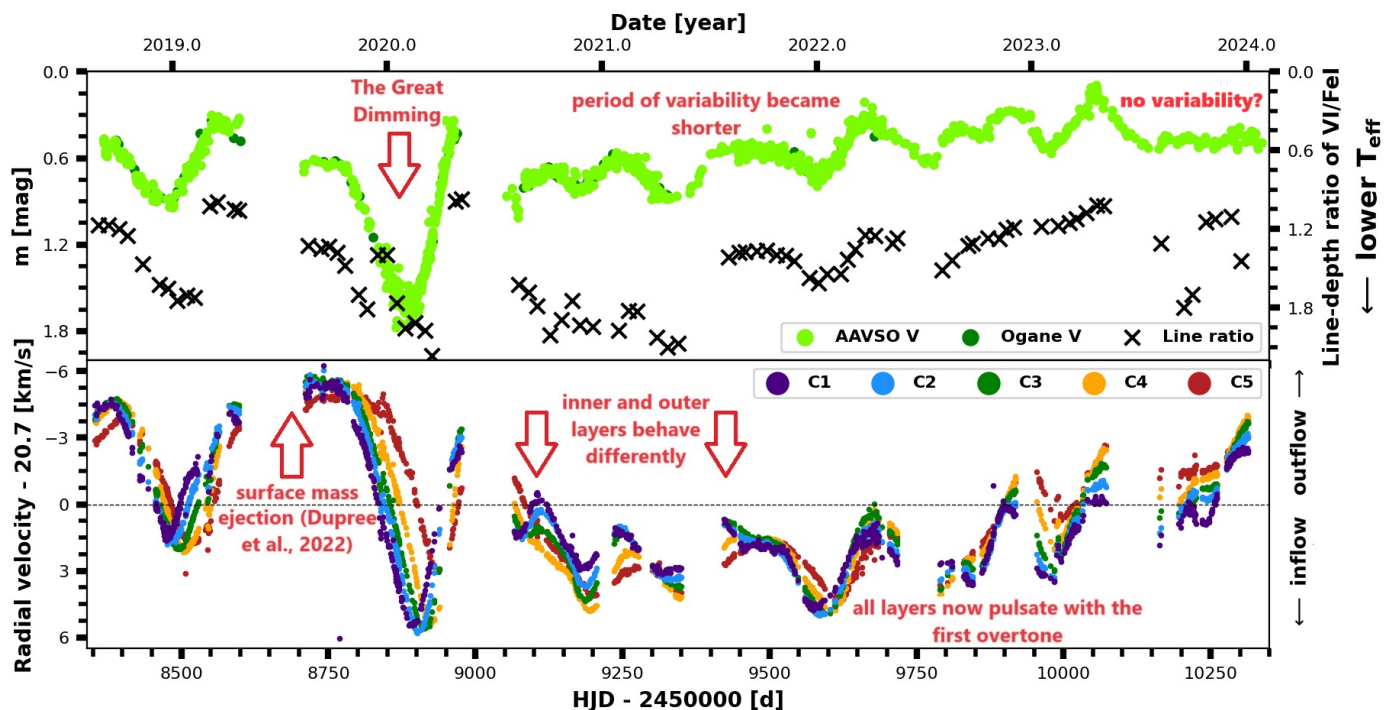 Date [year]
2019.0 2020.0 2021.0 2022.0 2023.0 2024.0
0.0
0.6
1.2
1.8
m [mag]
The Great
Dimming
period of variability became
shorter
no variability?
0.0
0.6
1.2
1.8
Line-depth ratio of VI/FeI
⟵ lower Teff
AAVSO V Ogane V Line ratio
−6
−3
0
3
6
Radial velocity - 20.7 [km/s]
C1 C2 C3 C4 C5
surface mass
ejection (Dupree
et al., 2022)
inner and outer
layers behave
differently
all layers now pulsate with the
first overtone
⟵ inflow outflow ⟶
8500 8750 9000 9250 9500 9750 10000 10250
HJD - 2450000 [d]